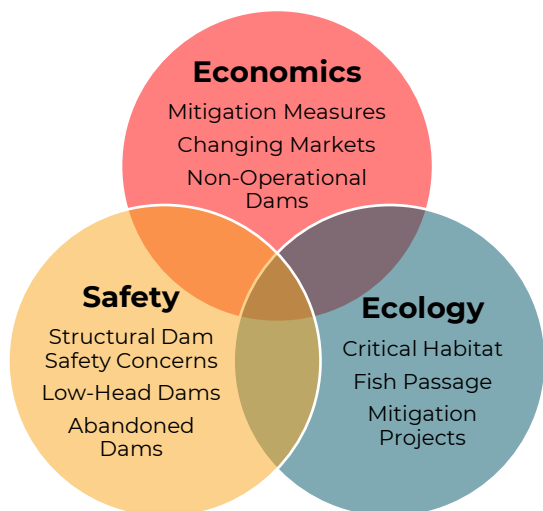 Economics
Mitigation Measures
Changing Markets
Non-Operational
Dams
Safety
Structural Dam
Safety Concerns
Low-Head Dams
Abandoned
Dams
Ecology
Critical Habitat
Fish Passage
Mitigation
Projects